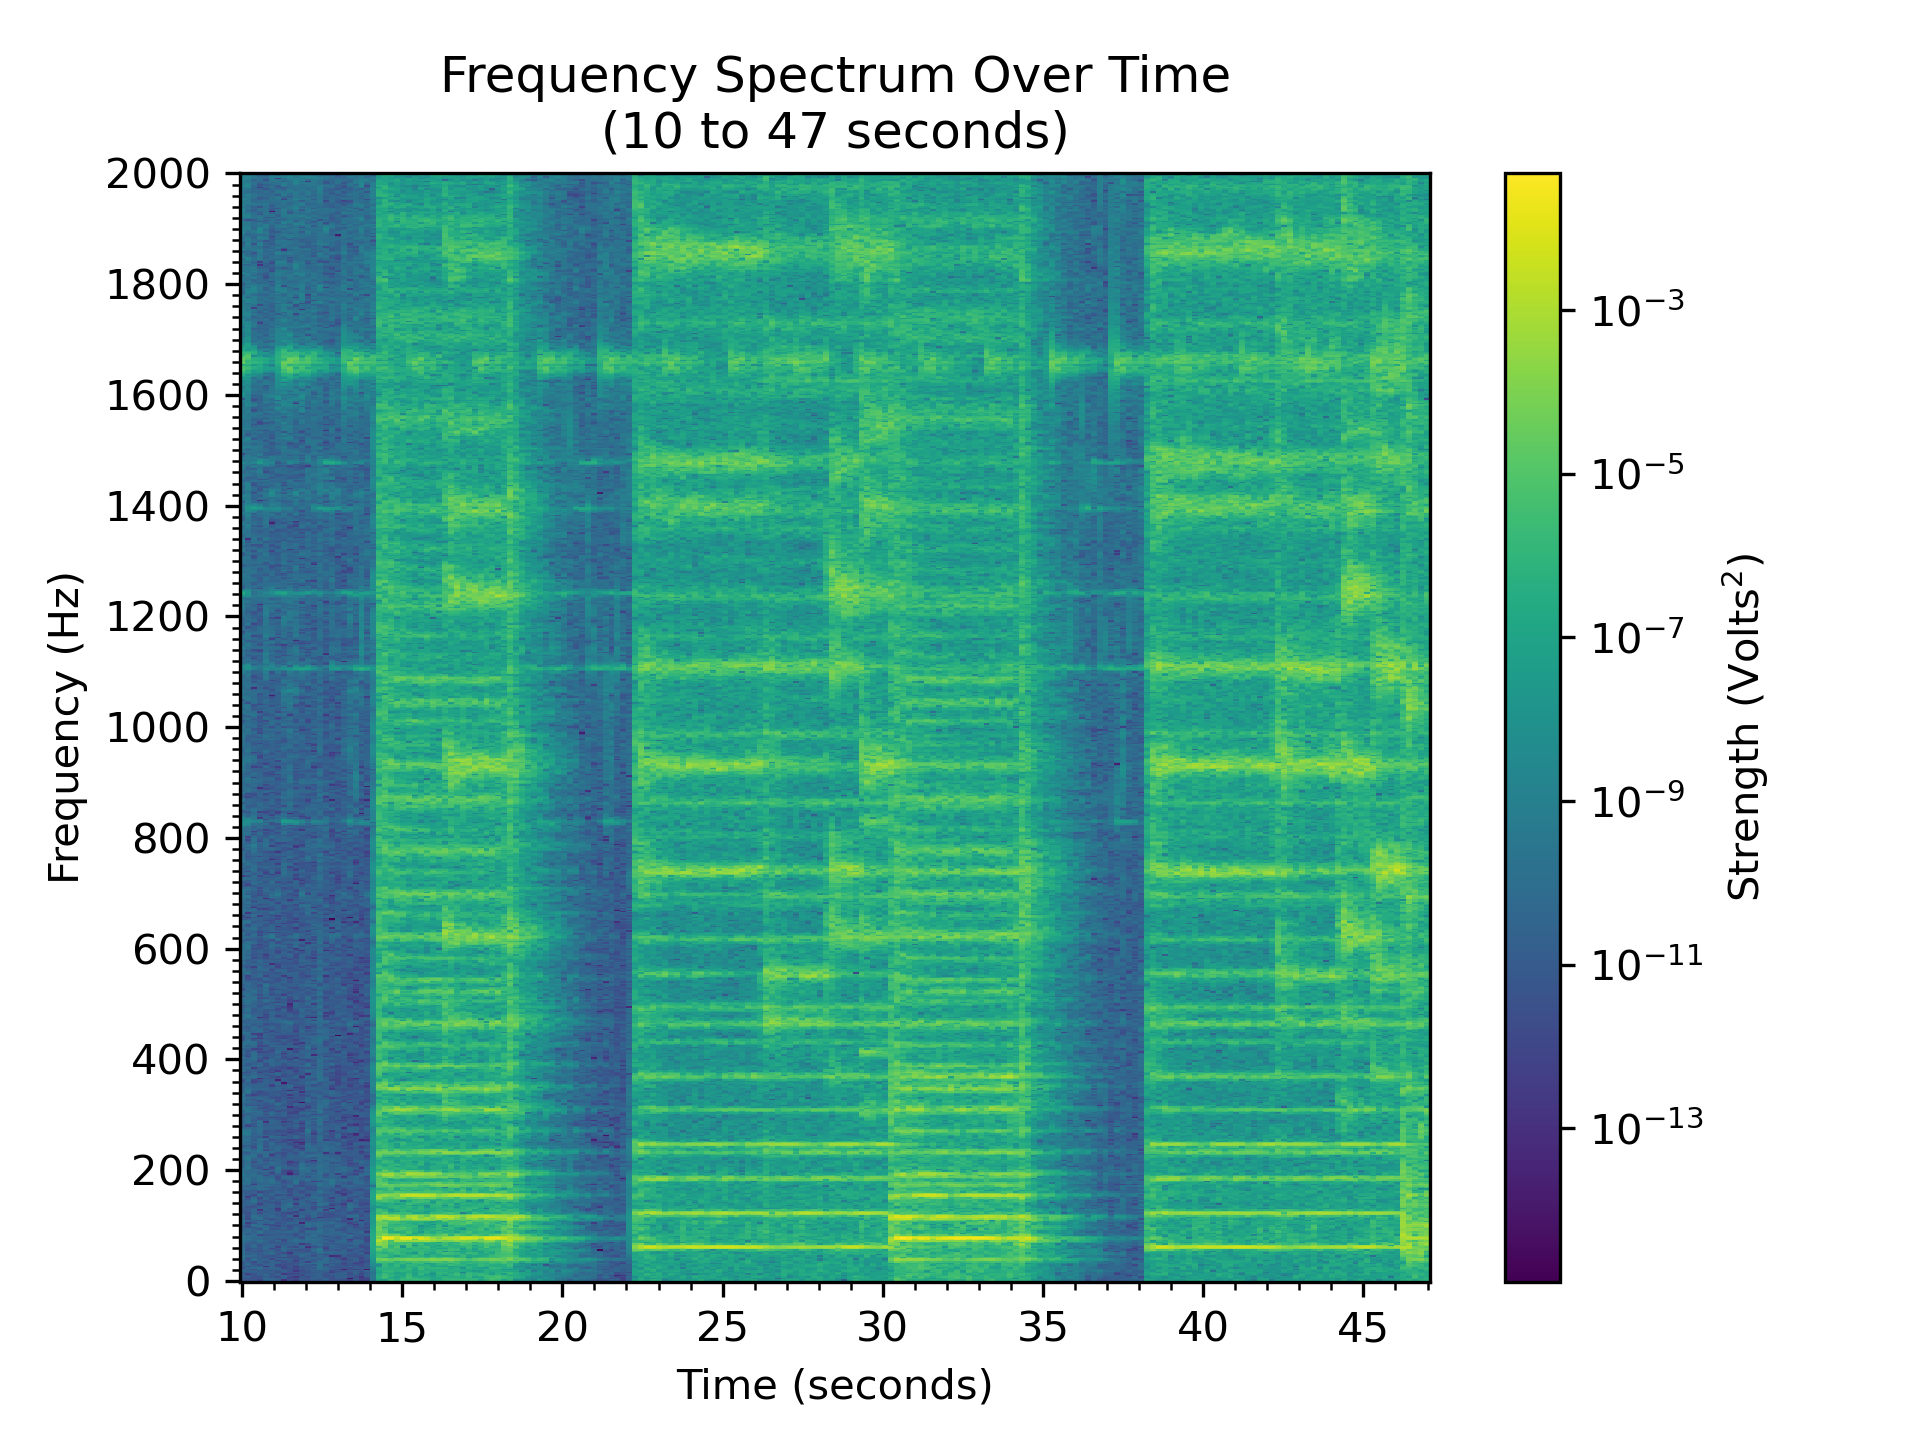 Frequency Spectrum Over Time
(10 to 47 seconds)
2000
1800
1600
1400
1200
1000
800
600
400
200
0
Frequency (Hz)
10 15 20 25 30 35 40 45
Time (seconds)
10⁻³
10⁻⁵
10⁻⁷
10⁻⁹
10⁻¹¹
10⁻¹³
Strength (Volts²)